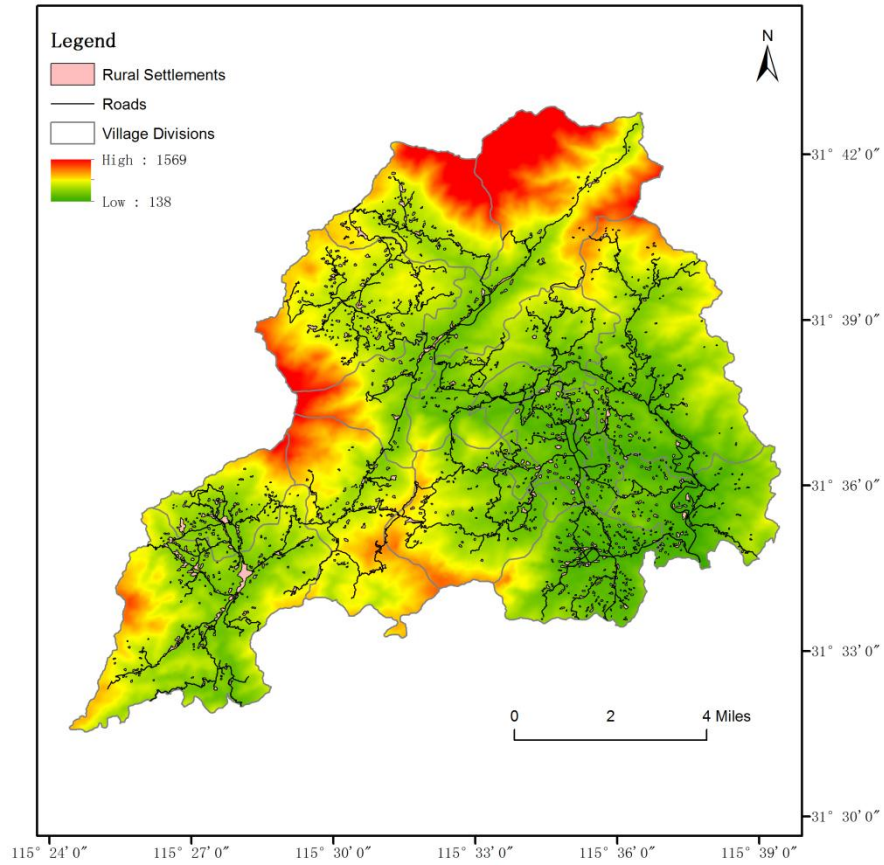 Legend
Rural Settlements
Roads
Village Divisions
High : 1569
Low : 138
N
31° 42′ 0″
31° 39′ 0″
31° 36′ 0″
31° 33′ 0″
31° 30′ 0″
0 2 4 Miles
115° 24′ 0″ 115° 27′ 0″ 115° 30′ 0″ 115° 33′ 0″ 115° 36′ 0″ 115° 39′ 0″